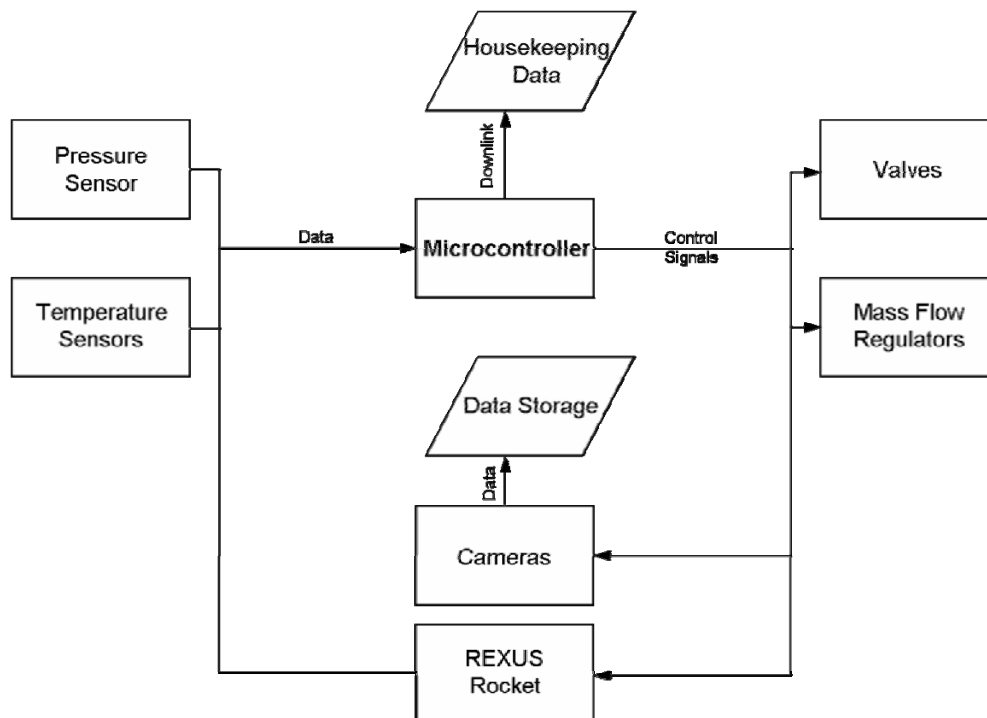 Housekeeping
Data
Downlink
Pressure
Sensor
Valves
Data
Microcontroller
Control
Signals
Temperature
Sensors
Mass Flow
Regulators
Data Storage
Data
Cameras
REXUS
Rocket